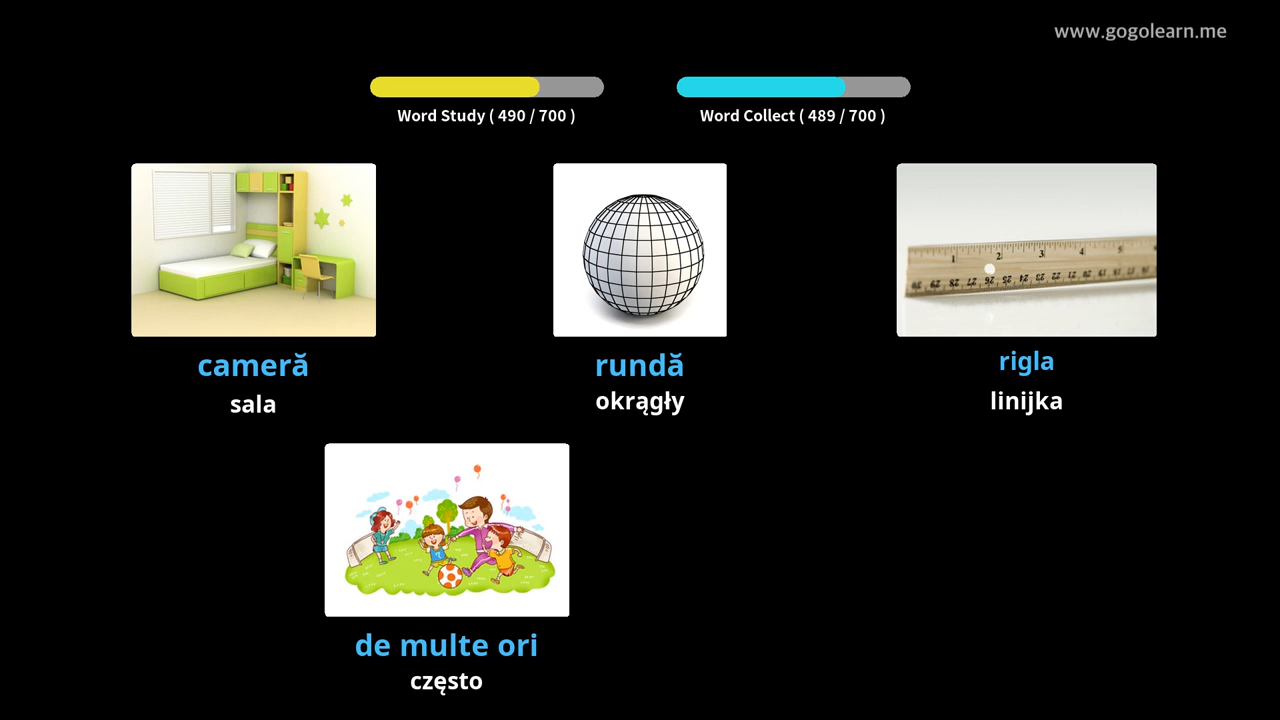 www.gogolearn.me
Word Study ( 490 / 700 )
Word Collect ( 489 / 700 )
cameră
sala
rundă
okrągły
rigla
linijka
de multe ori
często